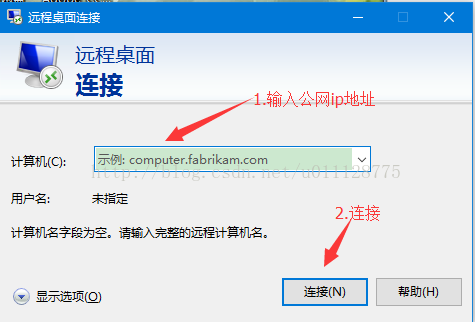 远程桌面连接
远程桌面
连接
1.输入公网ip地址
计算机(C):
示例: computer.fabrikam.com
http://blog.csdn.net/u011128775
用户名:
未指定
2.连接
计算机名字段为空。请输入完整的远程计算机名。
显示选项(O)
连接(N)
帮助(H)